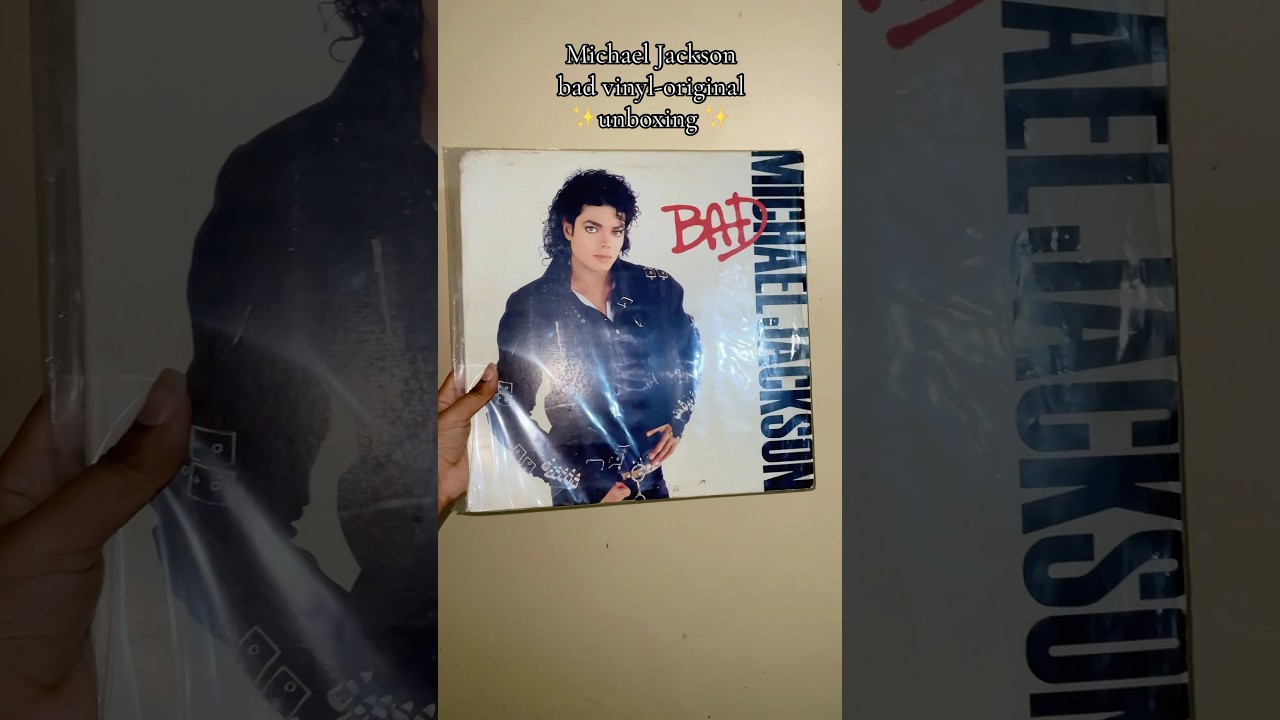 Michael Jackson
bad vinyl-original
✨unboxing ✨
BAD
MICHAEL JACKSON